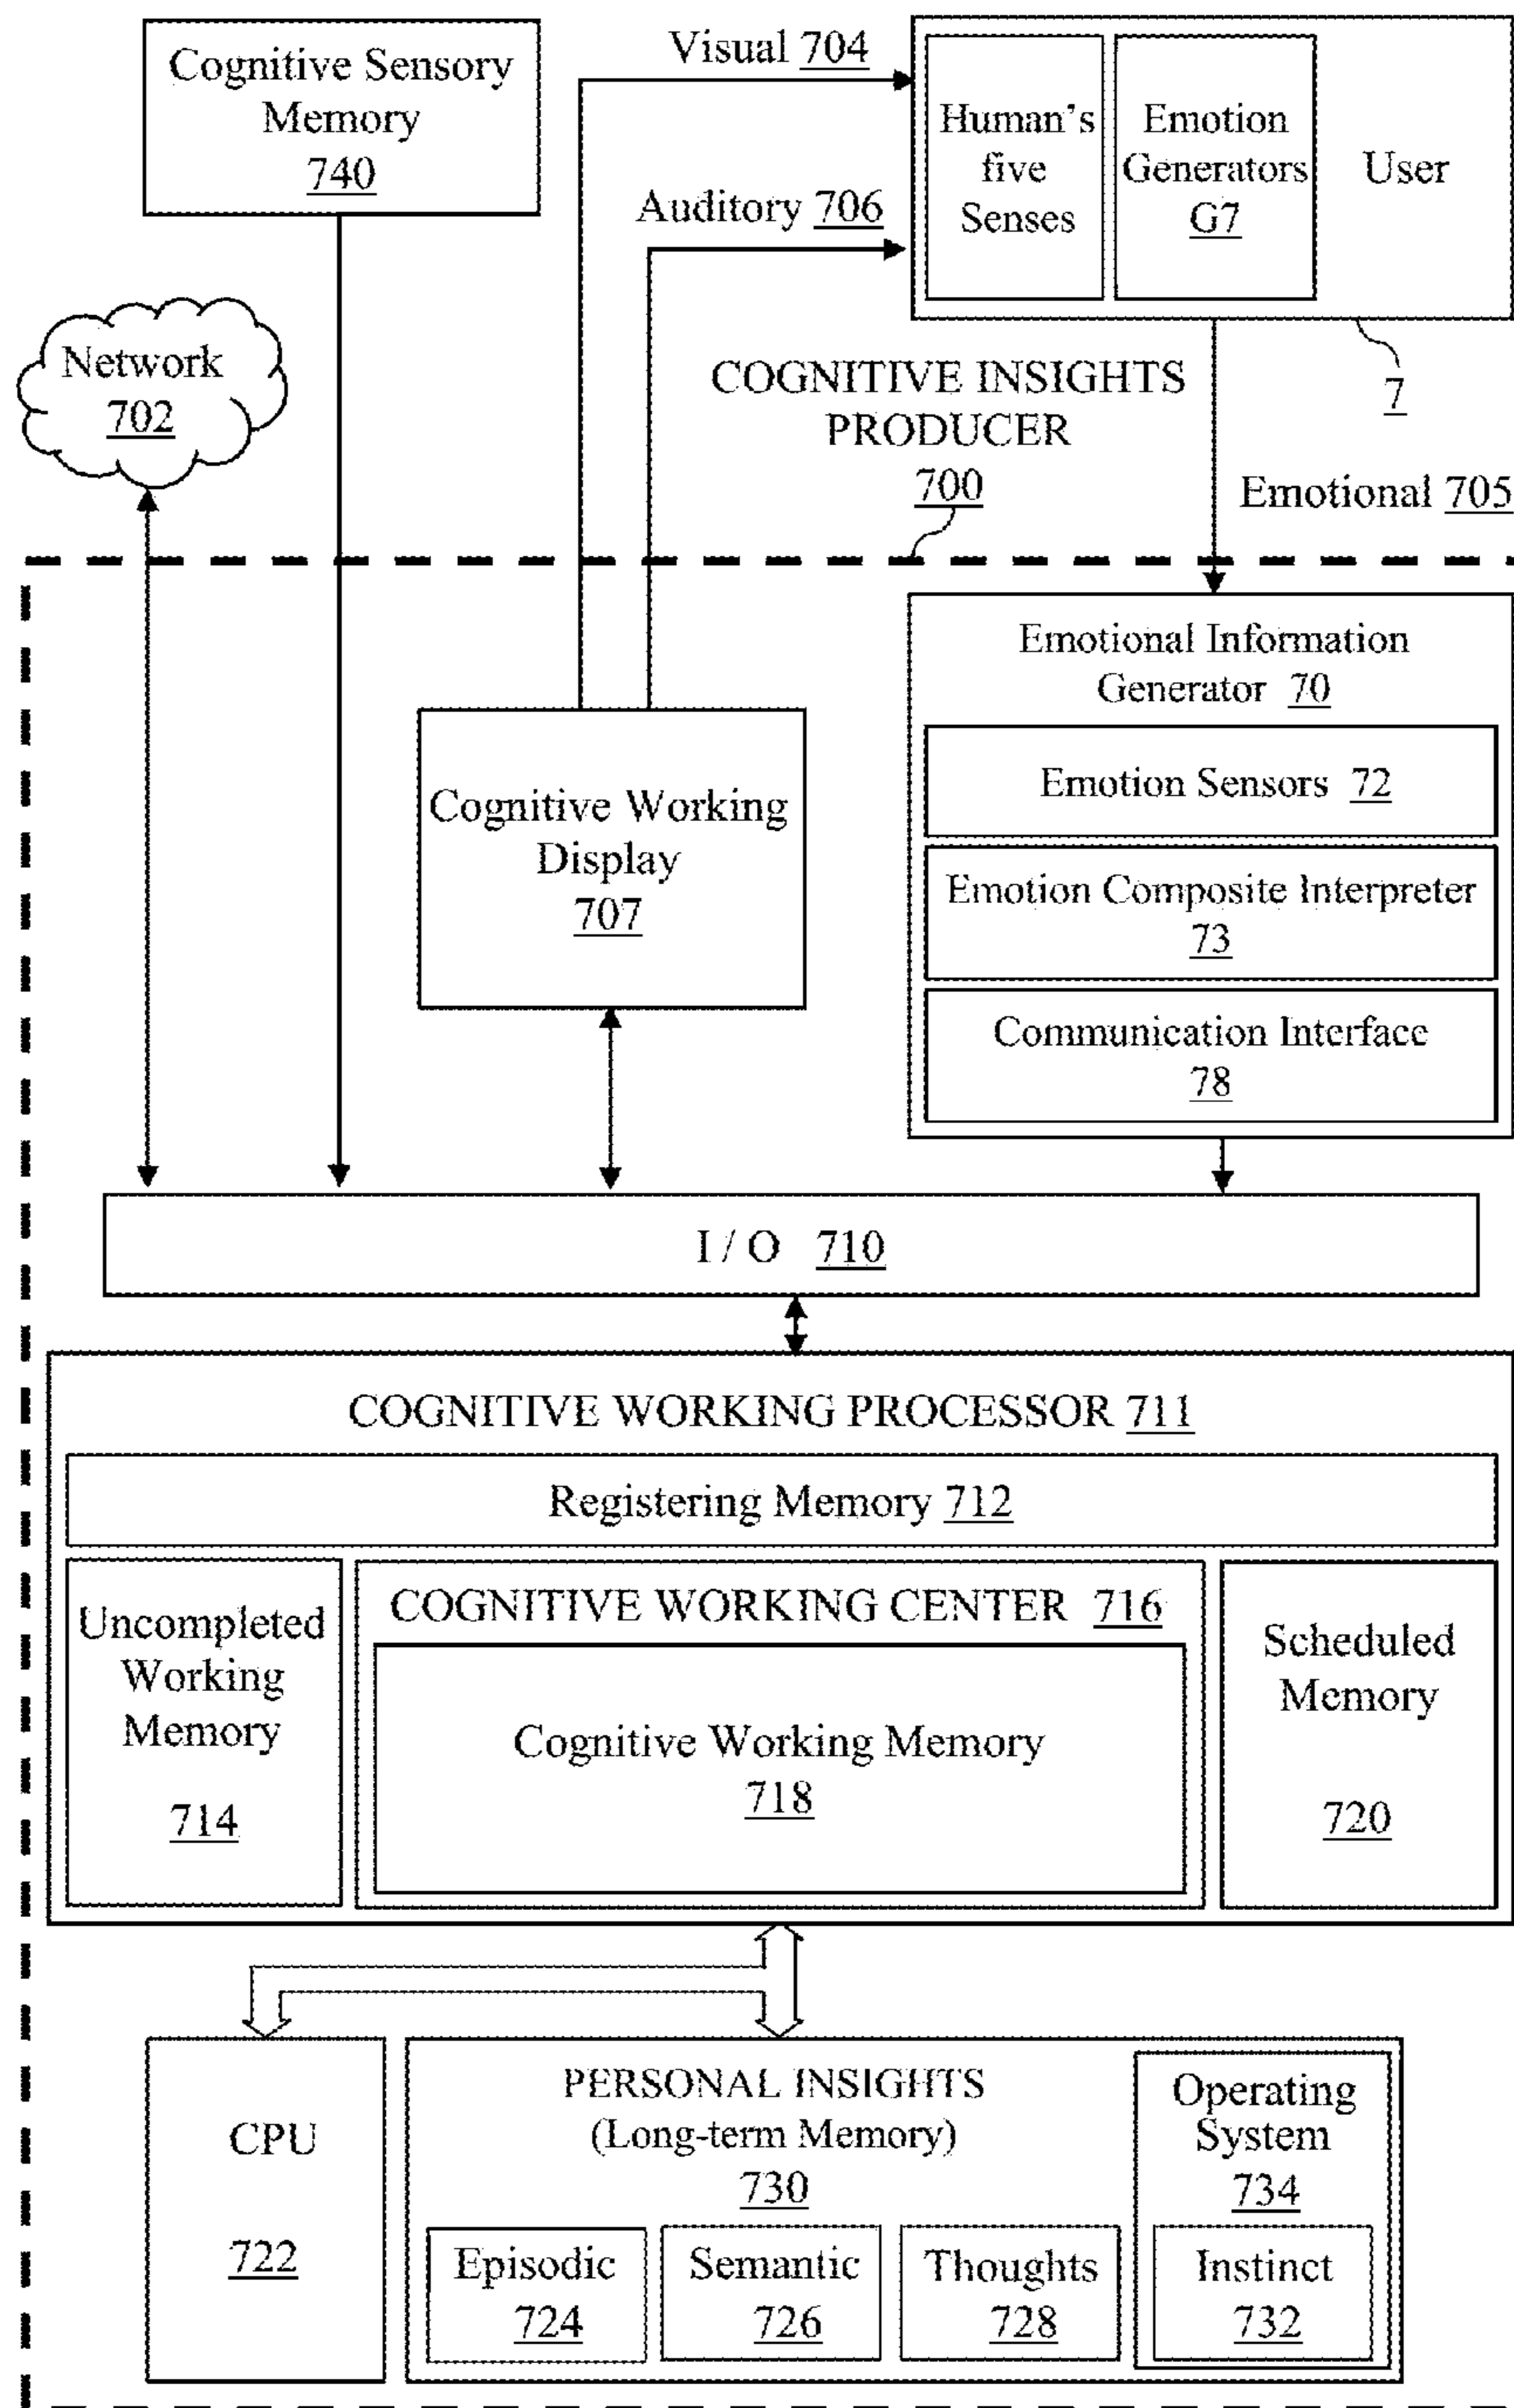 Cognitive Sensory
Memory
740
Visual 704
Auditory 706
Human's
five
Senses
Emotion
Generators
G7
User
7
Network
702
COGNITIVE INSIGHTS
PRODUCER
700
Emotional 705
Emotional Information
Generator 70
Emotion Sensors 72
Emotion Composite Interpreter
73
Communication Interface
78
Cognitive Working
Display
707
I / O 710
COGNITIVE WORKING PROCESSOR 711
Registering Memory 712
Uncompleted
Working
Memory
714
COGNITIVE WORKING CENTER 716
Cognitive Working Memory
718
Scheduled
Memory
720
CPU
722
PERSONAL INSIGHTS
(Long-term Memory)
730
Episodic
724
Semantic
726
Thoughts
728
Operating
System
734
Instinct
732